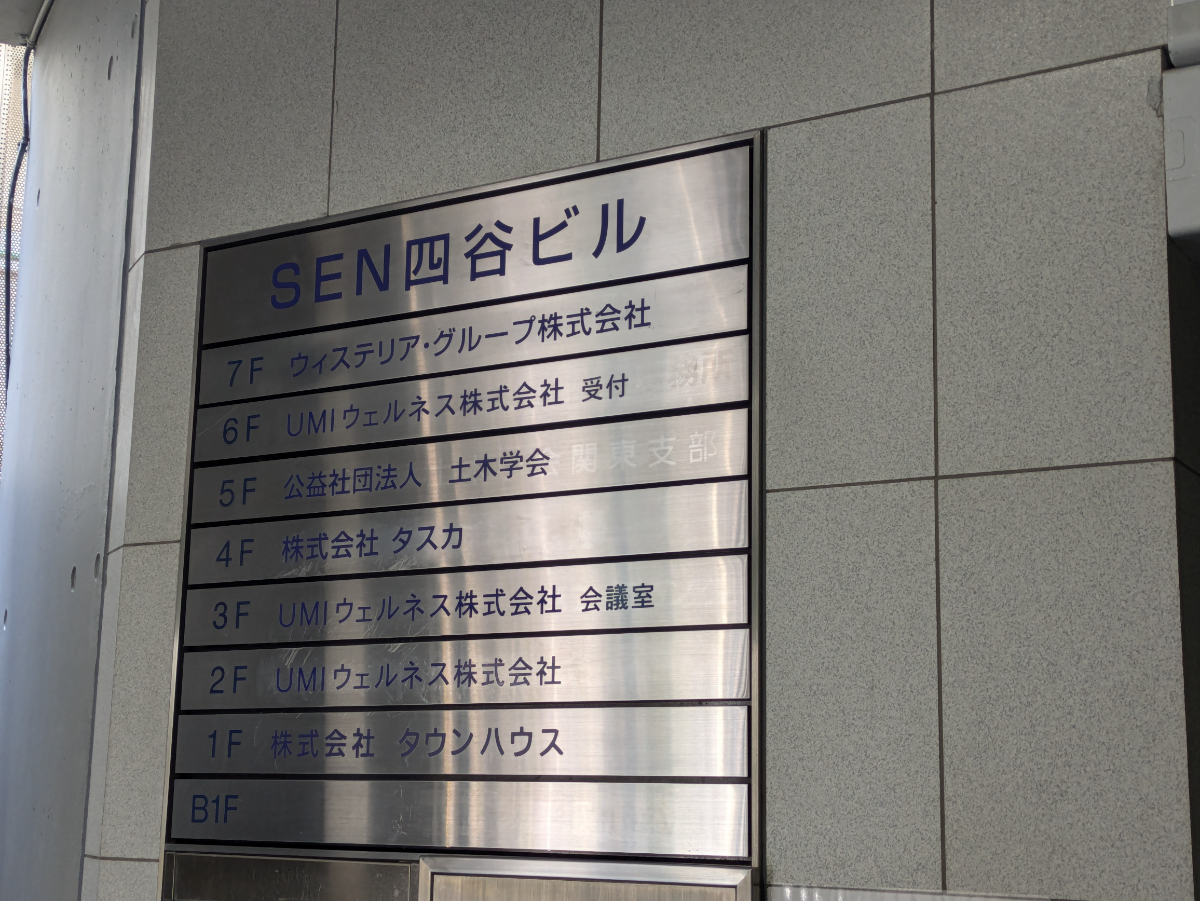 SEN四谷ビル
7F ウィステリア・グループ株式会社
6F UMIウェルネス株式会社 受付
5F 公益社団法人 土木学会 関東支部
4F 株式会社 タスカ
3F UMIウェルネス株式会社 会議室
2F UMIウェルネス株式会社
1F 株式会社 タウンハウス
B1F